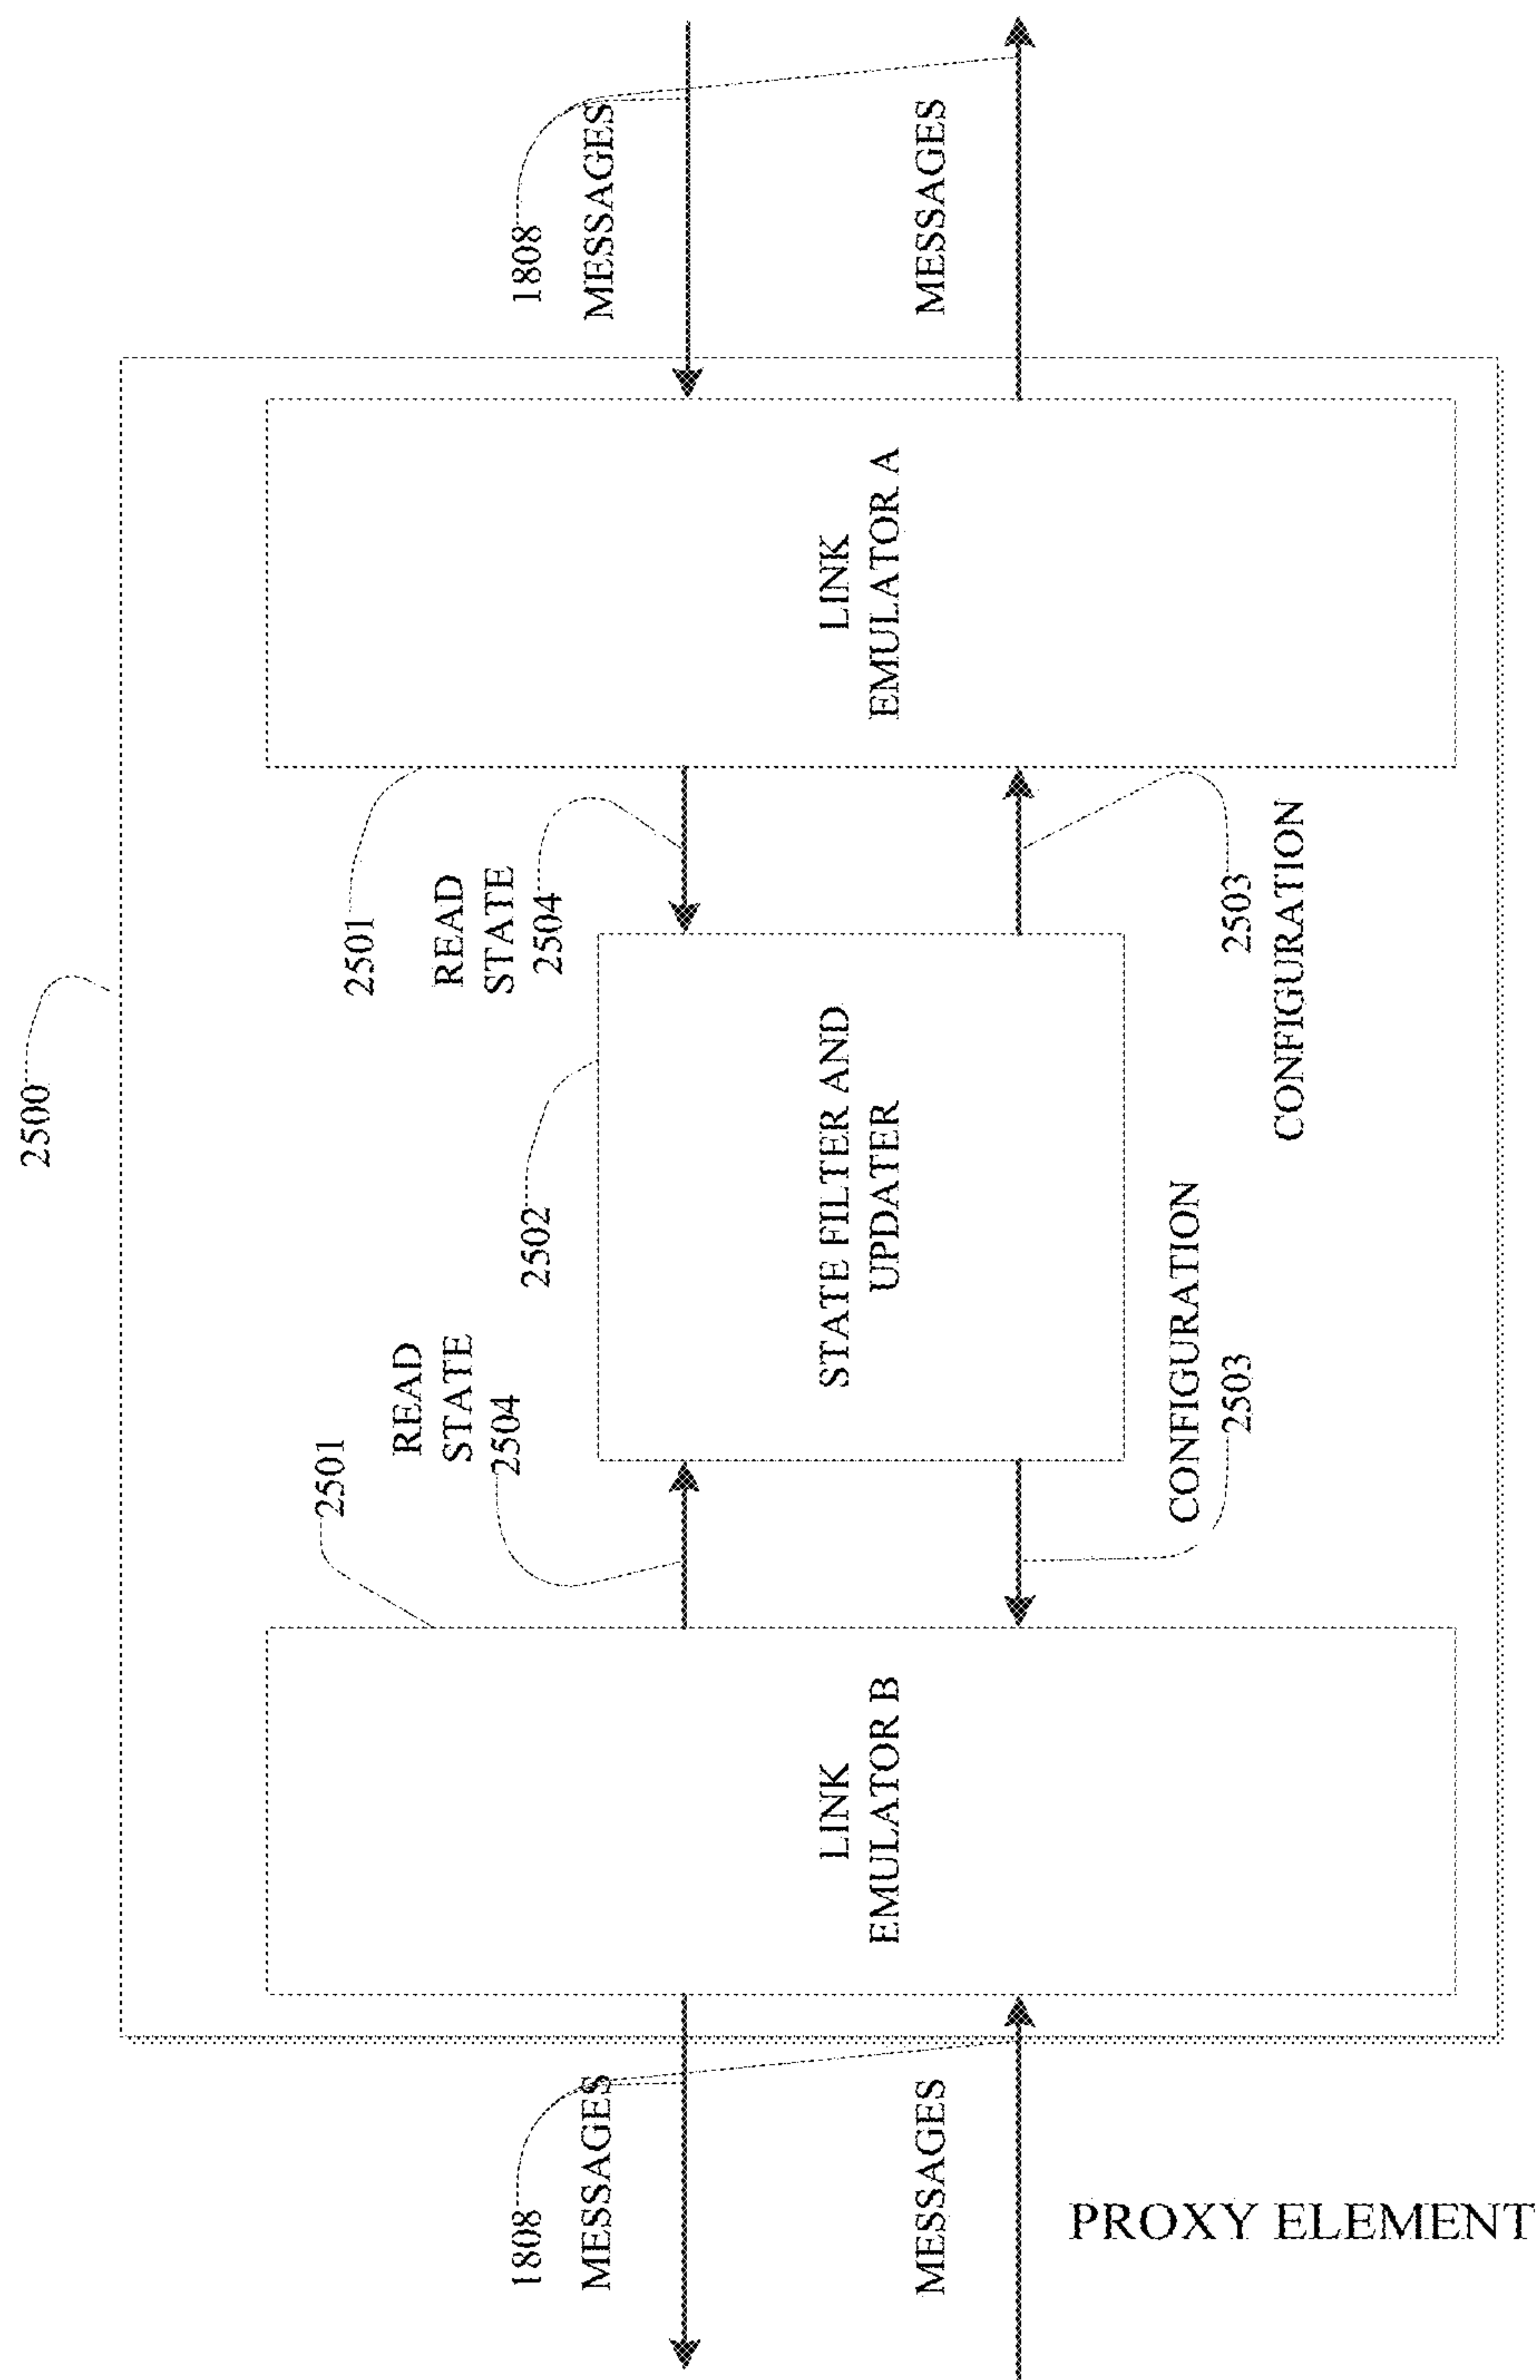 2500
1808
MESSAGES
MESSAGES
2501
READ
STATE
2504
LINK
EMULATOR A
2503
CONFIGURATION
2502
STATE FILTER AND
UPDATER
2501
READ
STATE
2504
CONFIGURATION
2503
LINK
EMULATOR B
1808
MESSAGES
MESSAGES
PROXY ELEMENT